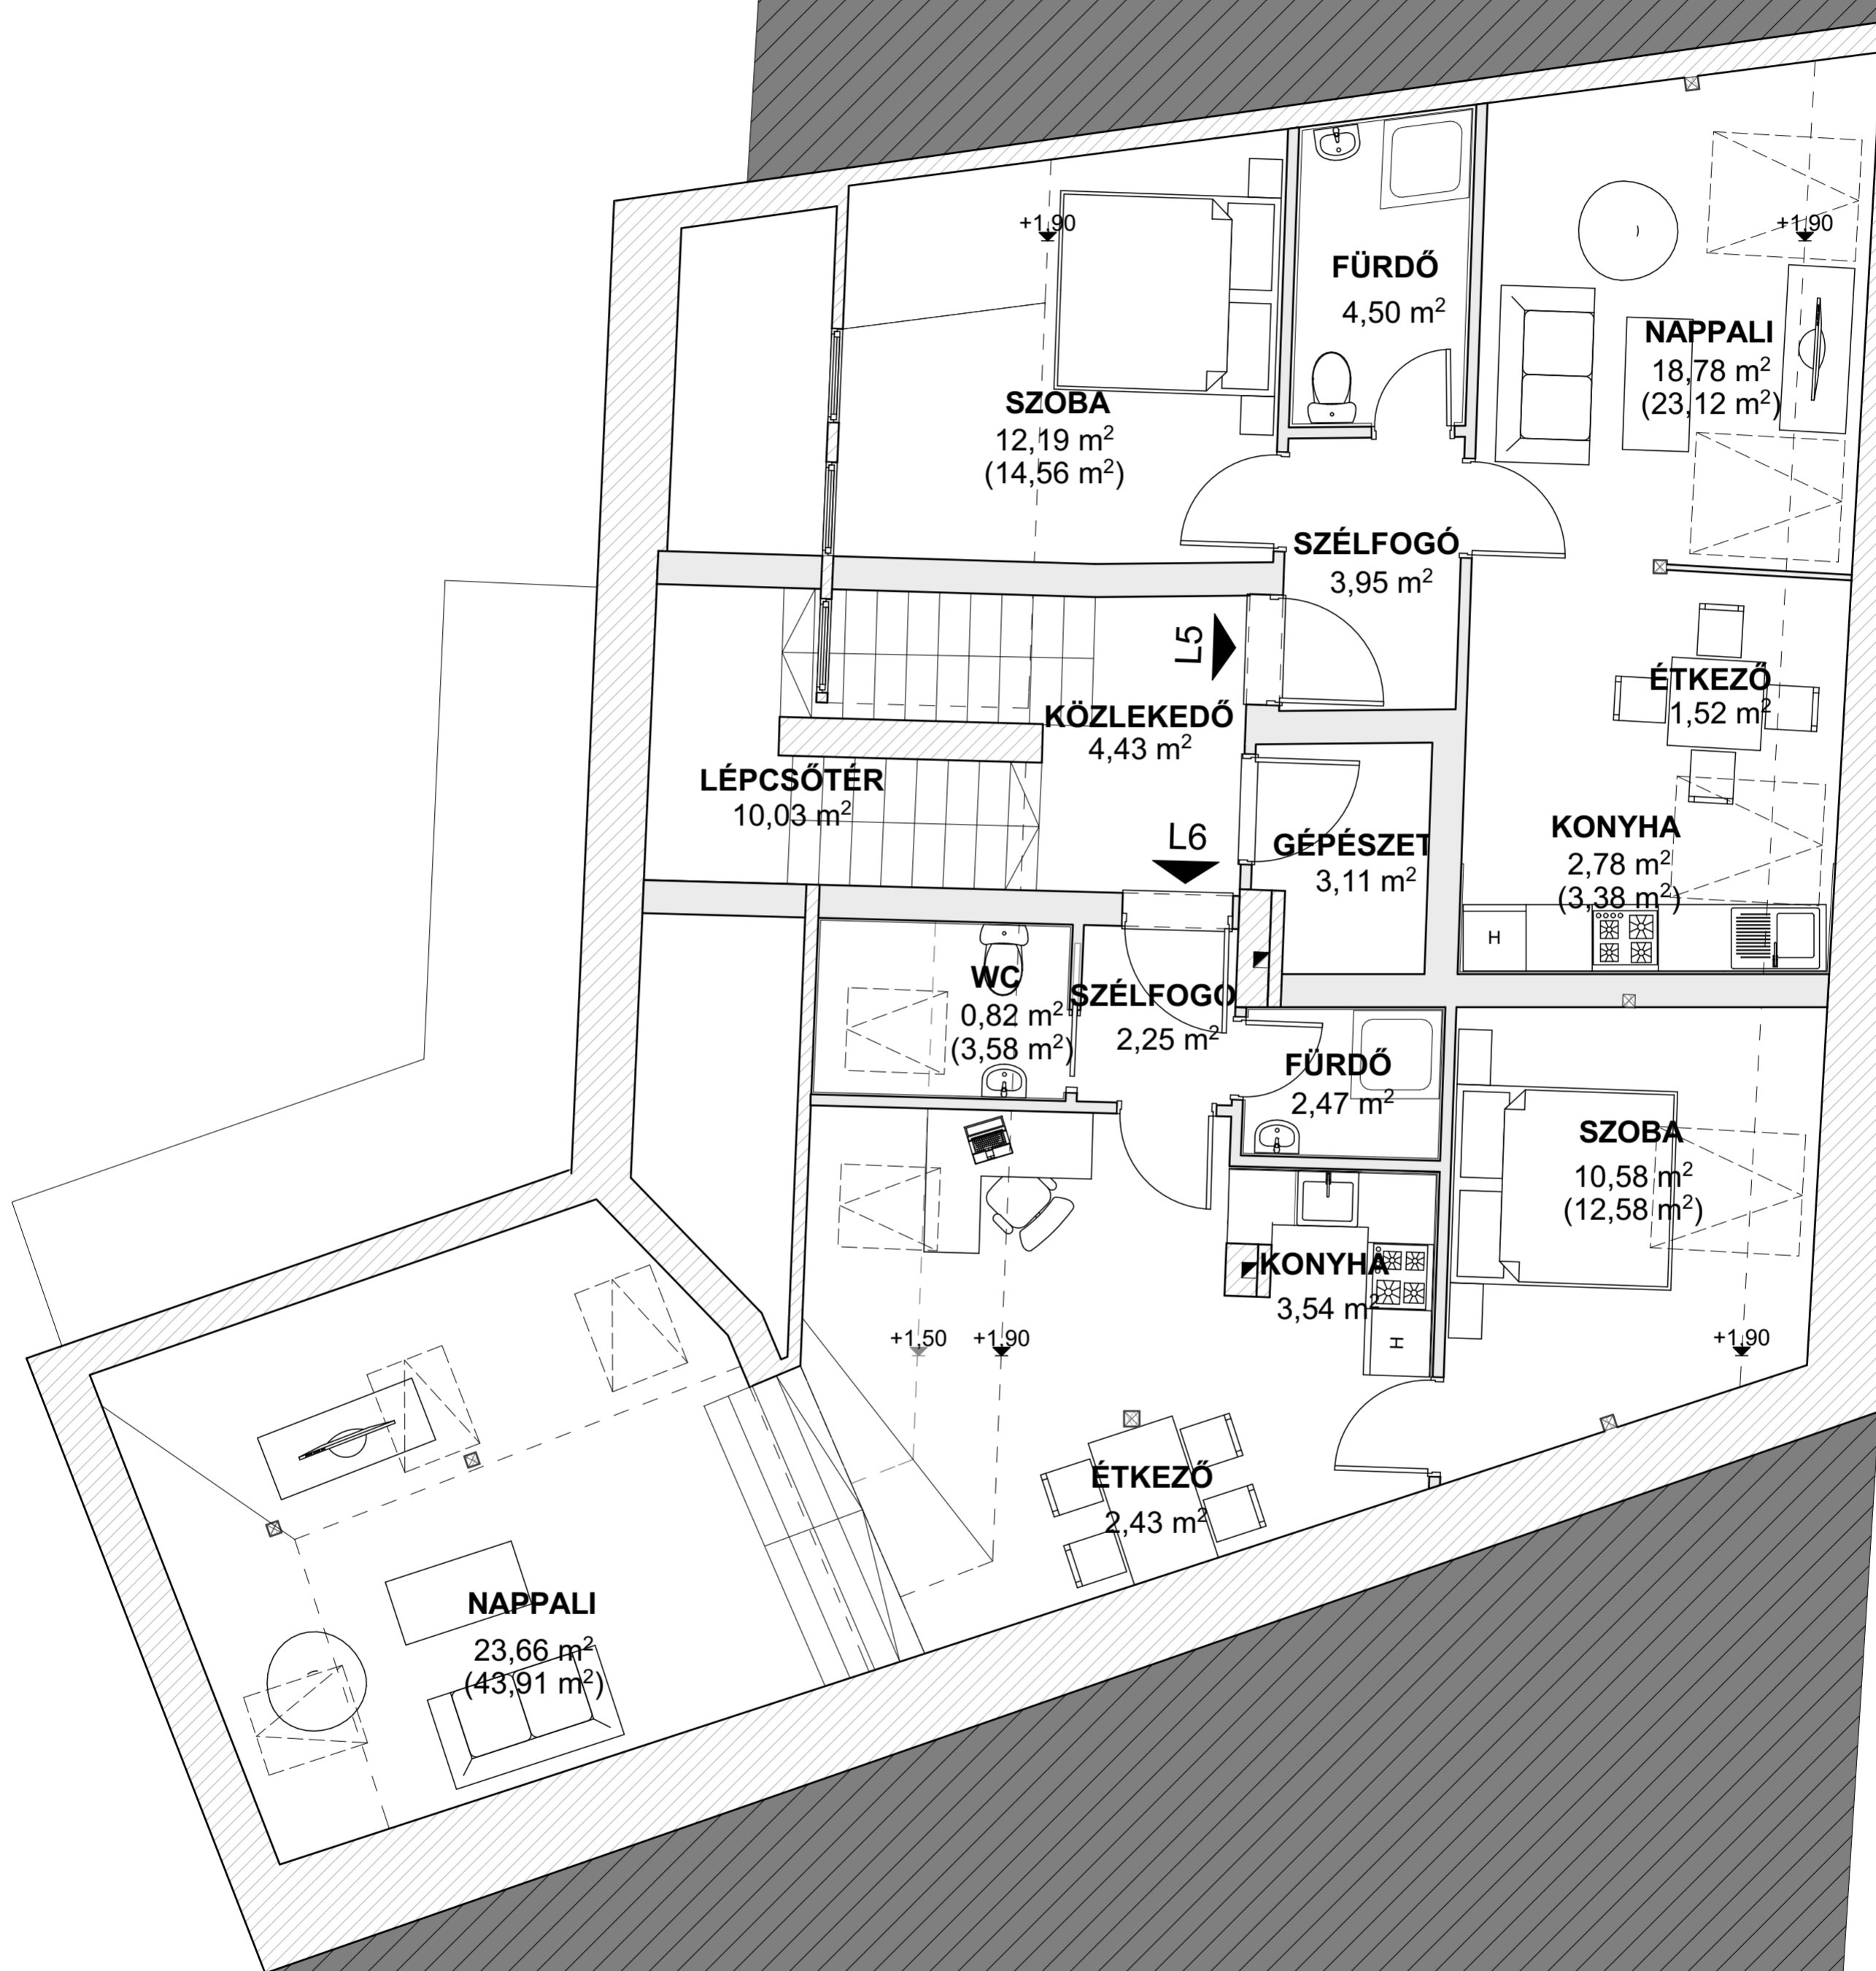 +1,90
FÜRDŐ
4,50 m²
+1,90
NAPPALI
18,78 m²
(23,12 m²)
SZOBA
12,19 m²
(14,56 m²)
SZÉLFOGÓ
3,95 m²
L5
ÉTKEZŐ
1,52 m²
KÖZLEKEDŐ
4,43 m²
LÉPCSŐTÉR
10,03 m²
L6
GÉPÉSZET
3,11 m²
KONYHA
2,78 m²
(3,38 m²)
H
WC
0,82 m²
(3,58 m²)
SZÉLFOGÓ
2,25 m²
FÜRDŐ
2,47 m²
SZOBA
10,58 m²
(12,58 m²)
KONYHA
3,54 m²
H
+1,50
+1,90
+1,90
ÉTKEZŐ
2,43 m²
NAPPALI
23,66 m²
(43,91 m²)